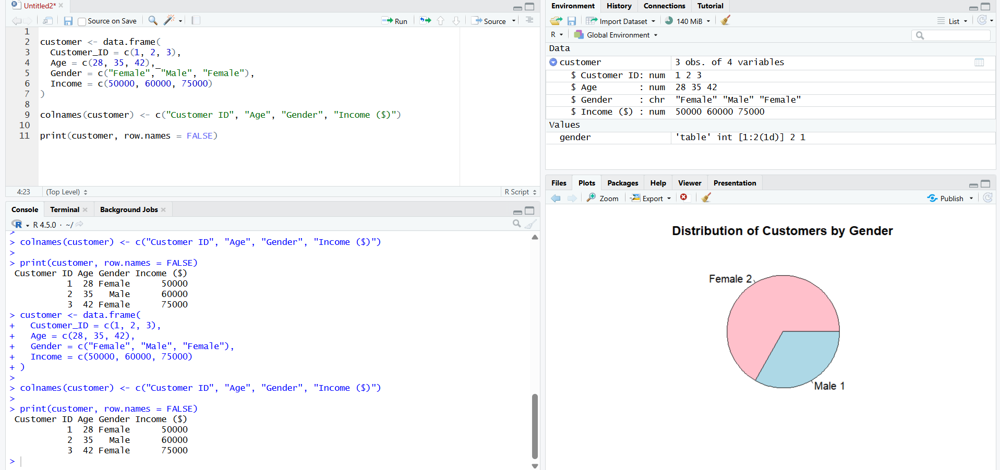 Untitled2*
Source on Save
Run
Source
1
2 customer <- data.frame(
3   Customer_ID = c(1, 2, 3),
4   Age = c(28, 35, 42),
5   Gender = c("Female", "Male", "Female"),
6   Income = c(50000, 60000, 75000)
7 )
8
9 colnames(customer) <- c("Customer ID", "Age", "Gender", "Income ($)")
10
11 print(customer, row.names = FALSE)
4:23 (Top Level) R Script
Console Terminal Background Jobs
R 4.5.0 · ~/
>
> colnames(customer) <- c("Customer ID", "Age", "Gender", "Income ($)")
>
> print(customer, row.names = FALSE)
 Customer ID Age Gender Income ($)
           1  28 Female      50000
           2  35   Male      60000
           3  42 Female      75000
> customer <- data.frame(
+   Customer_ID = c(1, 2, 3),
+   Age = c(28, 35, 42),
+   Gender = c("Female", "Male", "Female"),
+   Income = c(50000, 60000, 75000)
+ )
>
> colnames(customer) <- c("Customer ID", "Age", "Gender", "Income ($)")
>
> print(customer, row.names = FALSE)
 Customer ID Age Gender Income ($)
           1  28 Female      50000
           2  35   Male      60000
           3  42 Female      75000
>
Environment History Connections Tutorial
Import Dataset 140 MiB List
R Global Environment
Data
customer 3 obs. of 4 variables
$ Customer ID: num 1 2 3
$ Age        : num 28 35 42
$ Gender     : chr "Female" "Male" "Female"
$ Income ($) : num 50000 60000 75000
Values
gender 'table' int [1:2(1d)] 2 1
Files Plots Packages Help Viewer Presentation
Zoom Export Publish
Distribution of Customers by Gender
Female 2
Male 1